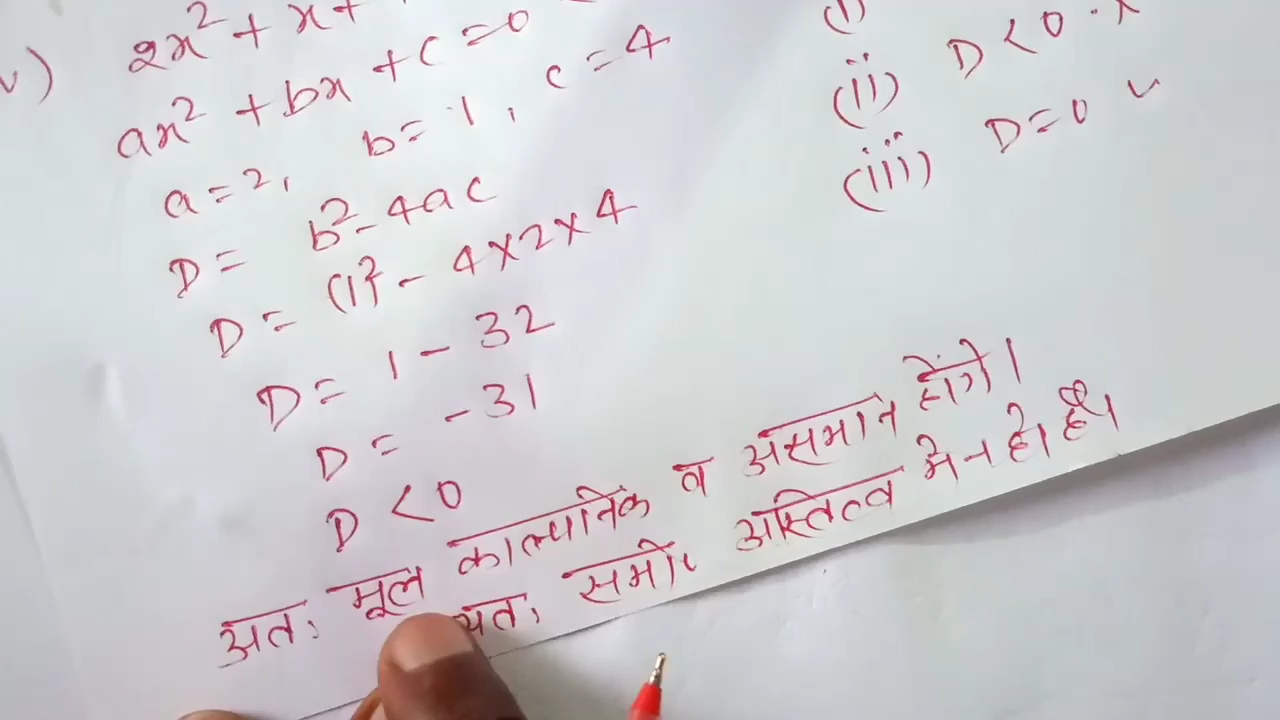 v) 2x² + x +
ax² + bx + c = 0
a = 2, b = 1, c = 4
D = b² - 4ac
D = (1)² - 4×2×4
D = 1 - 32
D = -31
D < 0
अतः मूल काल्पनिक व असमान होंगे।
अतः समी० अस्तित्व में नहीं है।
(i)
(ii) D < 0 · x
(iii) D = 0 ✓